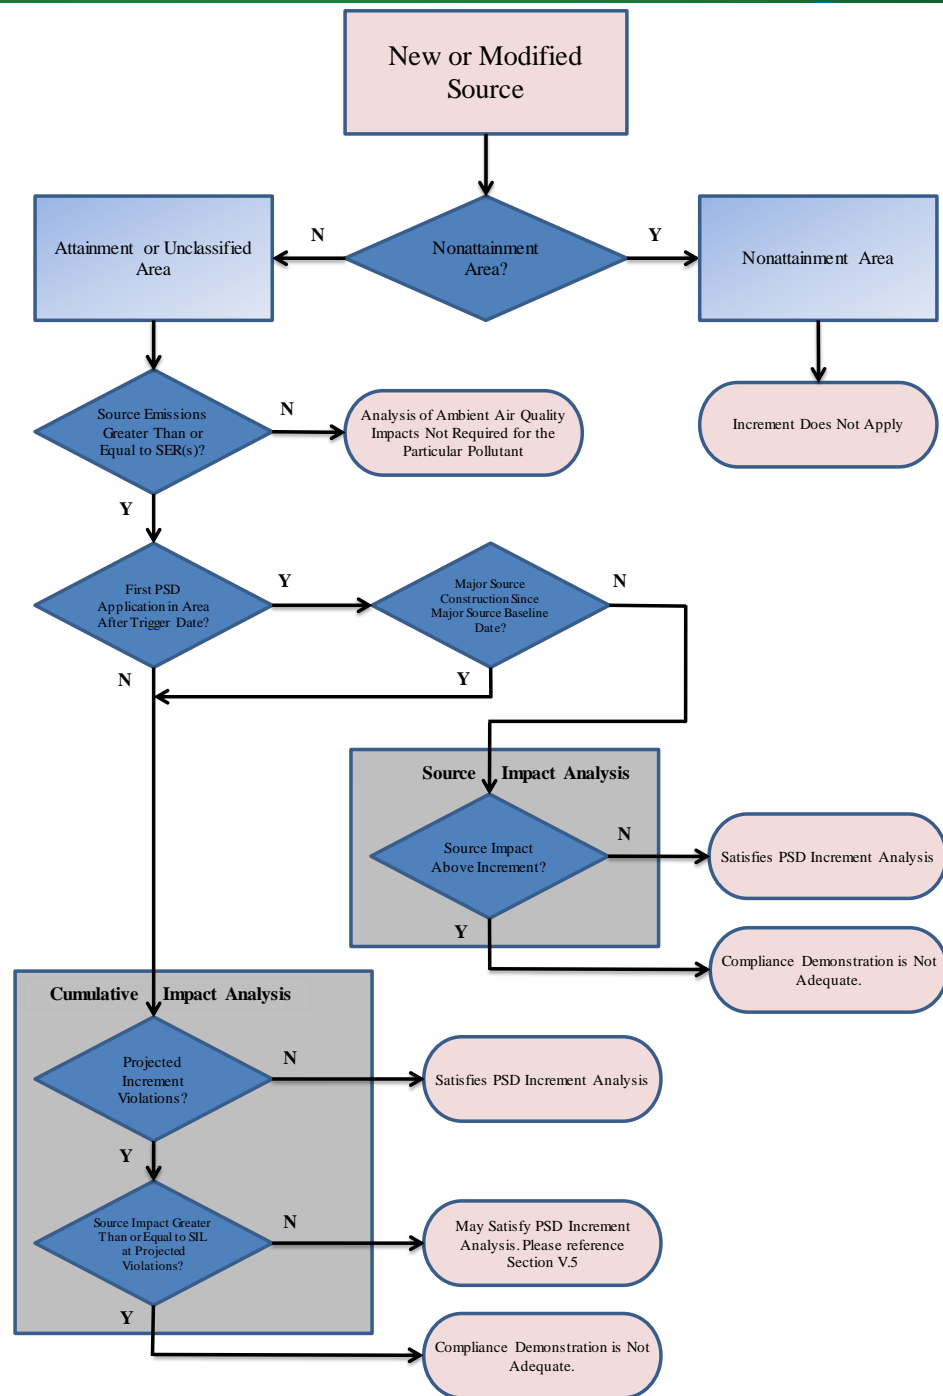 New or Modified
Source
N
Y
Attainment or Unclassified
Area
Nonattainment
Area?
Nonattainment Area
Source Emissions
Greater Than or
Equal to SER(s)?
N
Analysis of Ambient Air Quality
Impacts Not Required for the
Particular Pollutant
Increment Does Not Apply
Y
First PSD
Application in Area
After Trigger Date?
Y
Major Source
Construction Since
Major Source Baseline
Date?
N
N
Y
Source Impact Analysis
Source Impact
Above Increment?
N
Satisfies PSD Increment Analysis
Y
Compliance Demonstration is Not
Adequate.
Cumulative Impact Analysis
Projected
Increment
Violations?
N
Satisfies PSD Increment Analysis
Y
Source Impact Greater
Than or Equal to SIL
at Projected
Violations?
N
May Satisfy PSD Increment
Analysis. Please reference
Section V.5
Y
Compliance Demonstration is Not
Adequate.